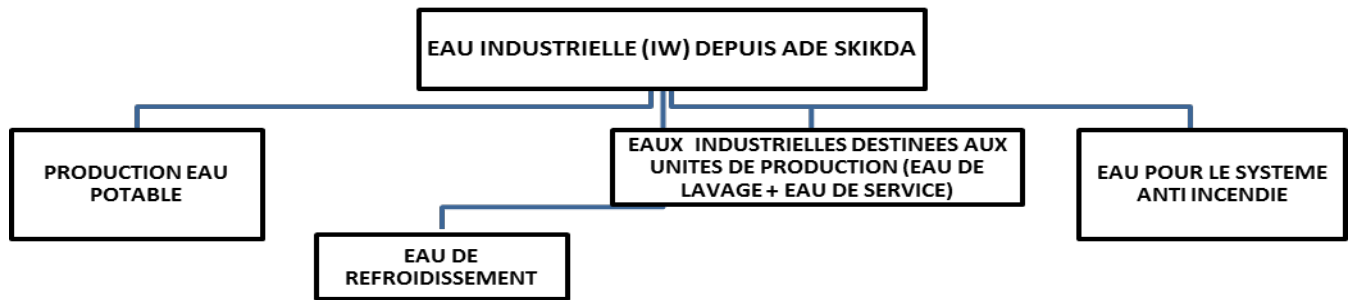 EAU INDUSTRIELLE (IW) DEPUIS ADE SKIKDA
PRODUCTION EAU
POTABLE
EAUX INDUSTRIELLES DESTINEES AUX
UNITES DE PRODUCTION (EAU DE
LAVAGE + EAU DE SERVICE)
EAU POUR LE SYSTEME
ANTI INCENDIE
EAU DE
REFROIDISSEMENT